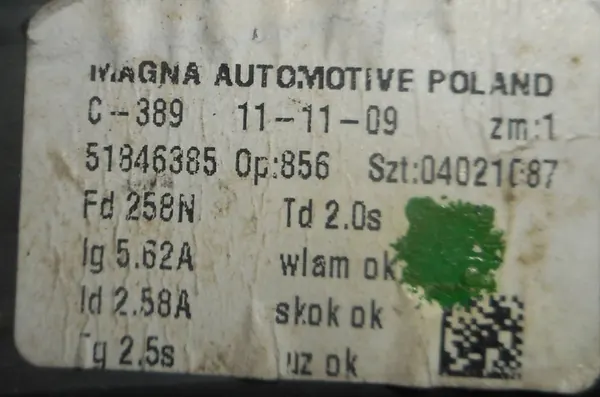 MAGNA AUTOMOTIVE POLAND
C-389 11-11-09 zm:1
51846385 Op:856 Szt:04021087
Fd 258N Td 2.0s
Ig 5.62A wlam ok
Id 2.58A skok ok
Tg 2.5s uz ok